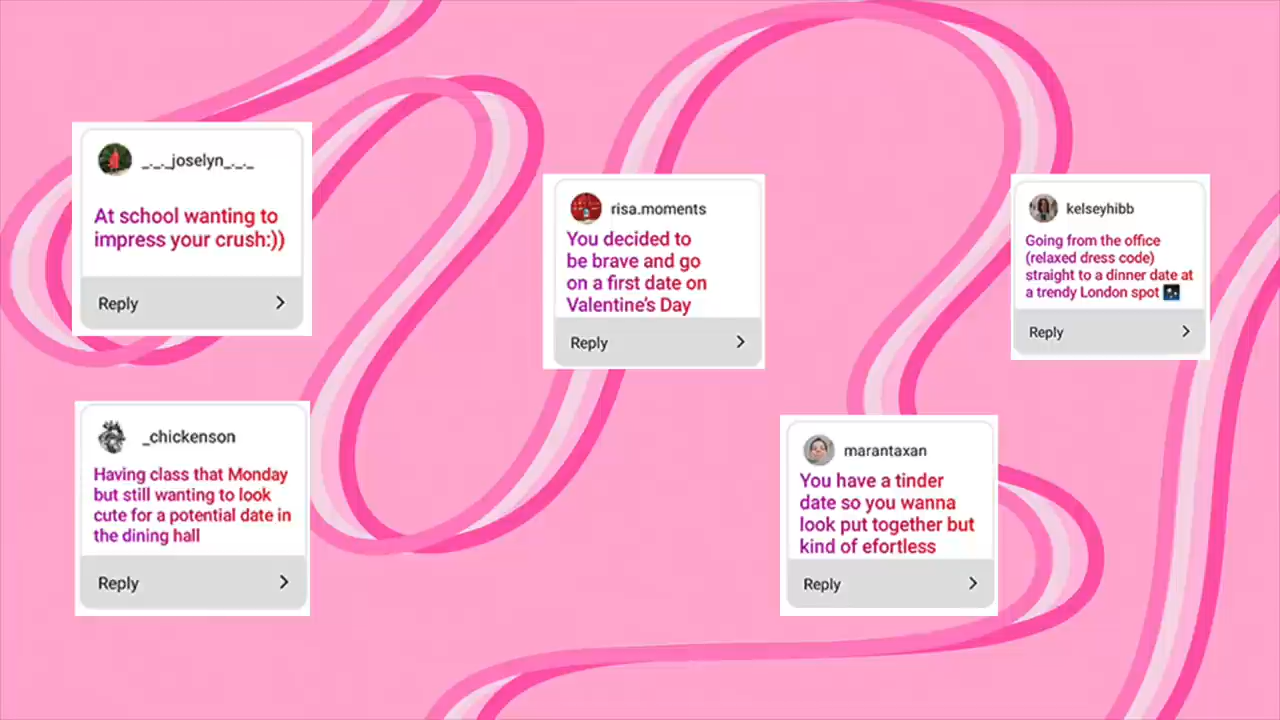 _._._joselyn_._._
At school wanting to
impress your crush:))
Reply
risa.moments
You decided to
be brave and go
on a first date on
Valentine's Day
Reply
kelseyhibb
Going from the office
(relaxed dress code)
straight to a dinner date at
a trendy London spot 🌃
Reply
_chickenson
Having class that Monday
but still wanting to look
cute for a potential date in
the dining hall
Reply
marantaxan
You have a tinder
date so you wanna
look put together but
kind of efortless
Reply